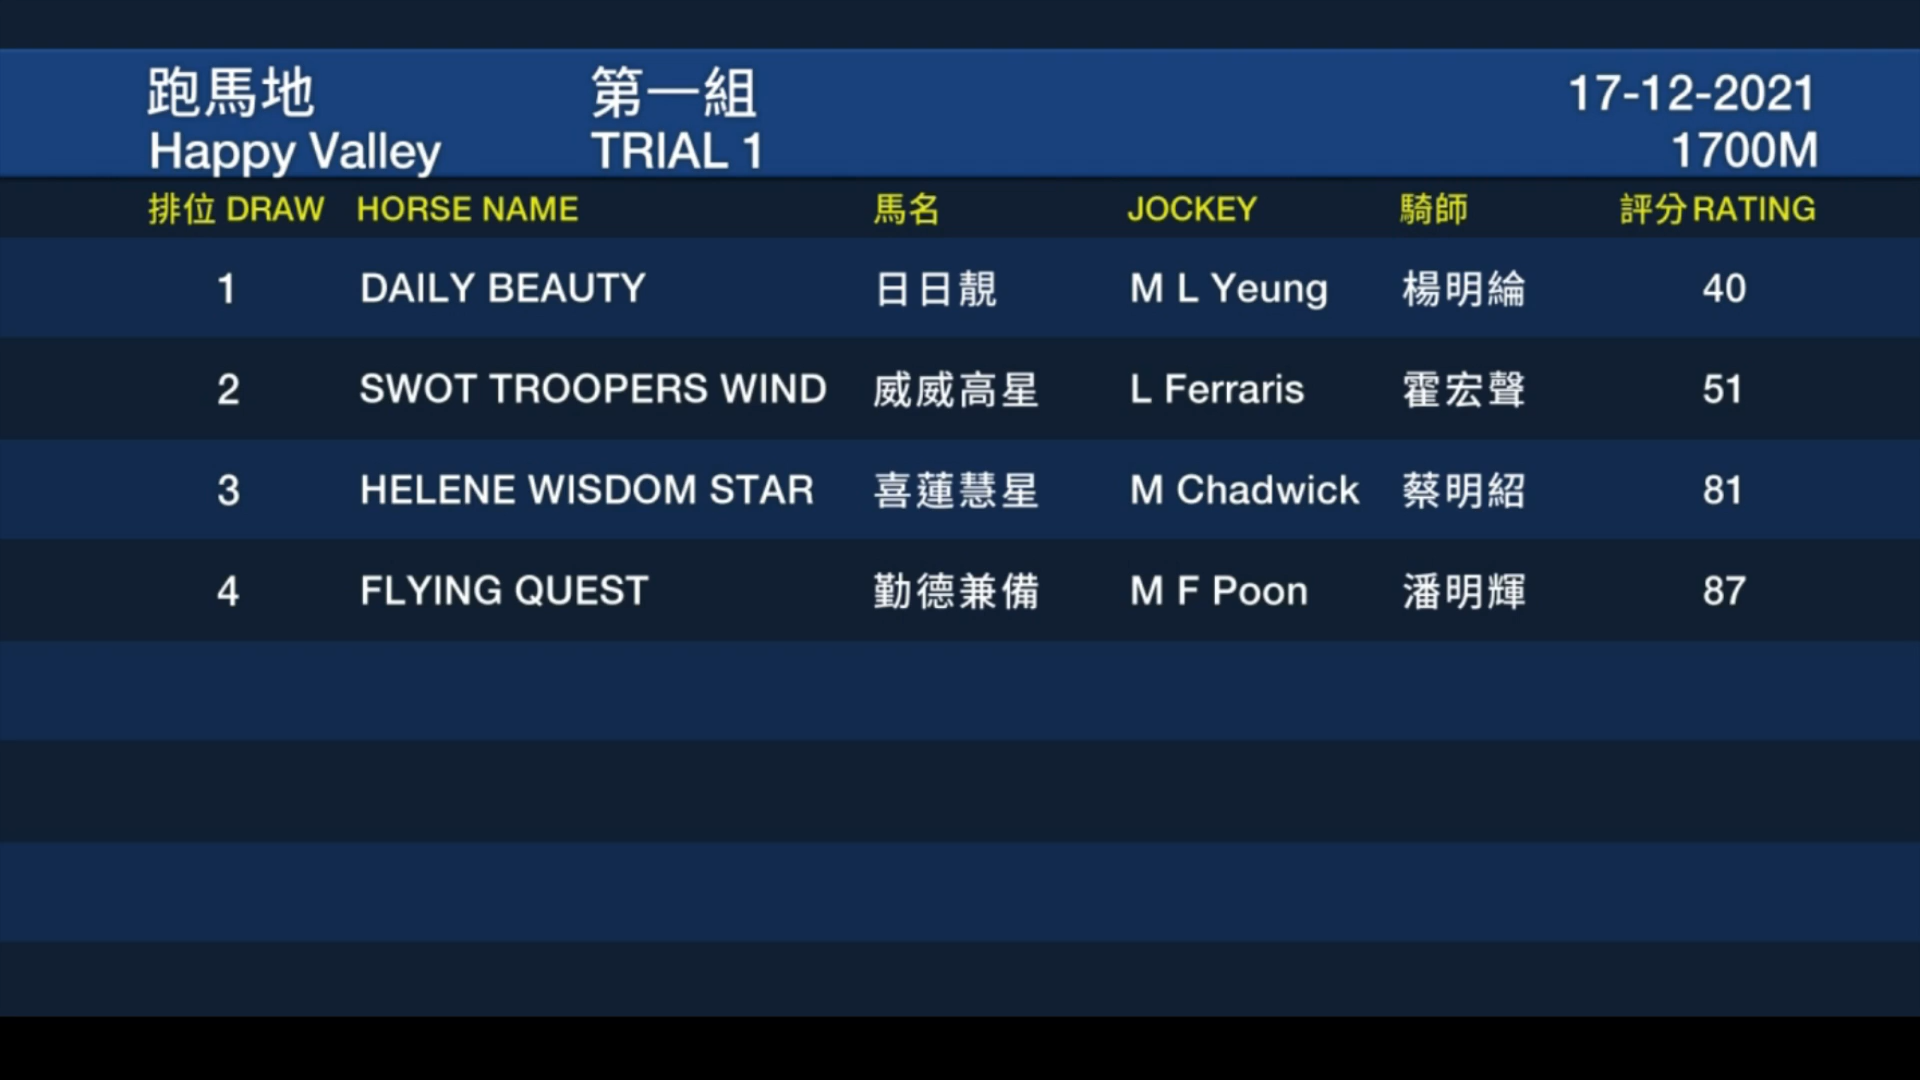 跑馬地 第一組 17-12-2021
Happy Valley TRIAL 1 1700M
排位 DRAW HORSE NAME 馬名 JOCKEY 騎師 評分 RATING
1 DAILY BEAUTY 日日靚 M L Yeung 楊明綸 40
2 SWOT TROOPERS WIND 威威高星 L Ferraris 霍宏聲 51
3 HELENE WISDOM STAR 喜蓮慧星 M Chadwick 蔡明紹 81
4 FLYING QUEST 勤德兼備 M F Poon 潘明輝 87